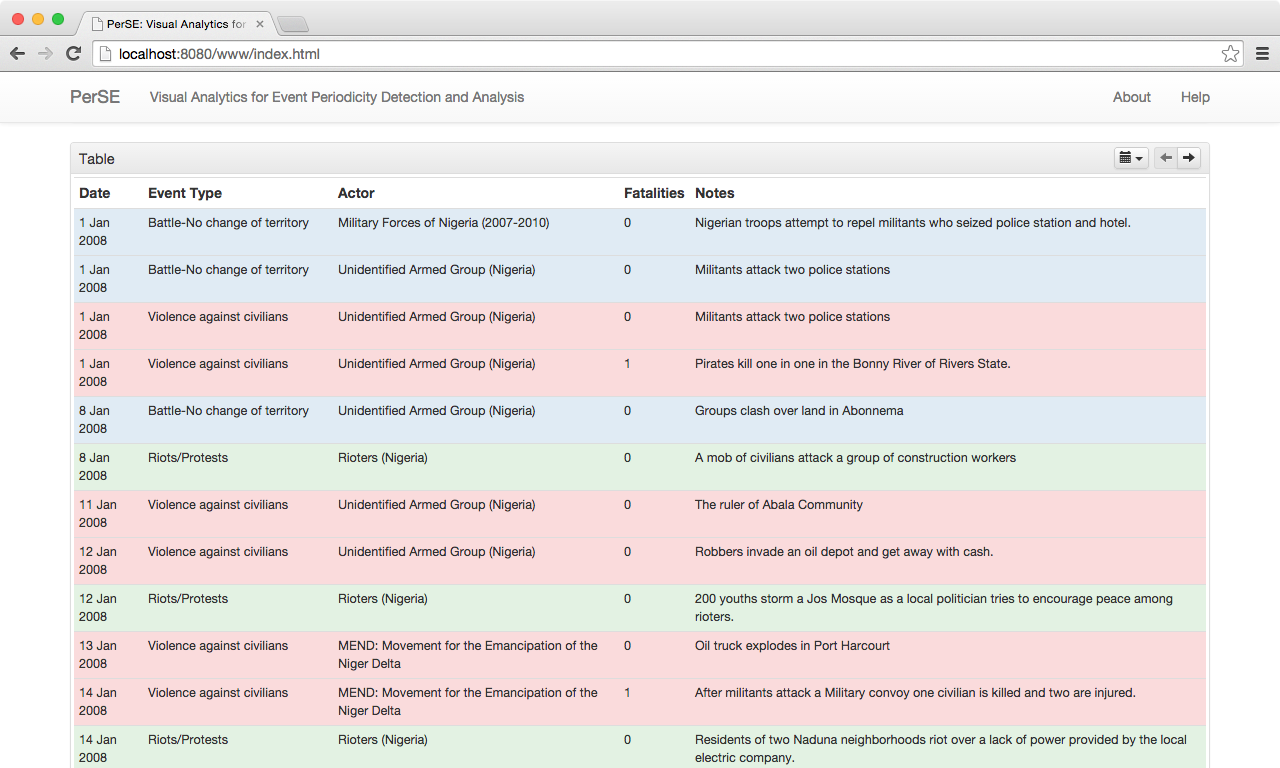 PerSE: Visual Analytics for
localhost:8080/www/index.html
PerSE Visual Analytics for Event Periodicity Detection and Analysis About Help
Table
Date Event Type Actor Fatalities Notes
1 Jan 2008 Battle-No change of territory Military Forces of Nigeria (2007-2010) 0 Nigerian troops attempt to repel militants who seized police station and hotel.
1 Jan 2008 Battle-No change of territory Unidentified Armed Group (Nigeria) 0 Militants attack two police stations
1 Jan 2008 Violence against civilians Unidentified Armed Group (Nigeria) 0 Militants attack two police stations
1 Jan 2008 Violence against civilians Unidentified Armed Group (Nigeria) 1 Pirates kill one in one in the Bonny River of Rivers State.
8 Jan 2008 Battle-No change of territory Unidentified Armed Group (Nigeria) 0 Groups clash over land in Abonnema
8 Jan 2008 Riots/Protests Rioters (Nigeria) 0 A mob of civilians attack a group of construction workers
11 Jan 2008 Violence against civilians Unidentified Armed Group (Nigeria) 0 The ruler of Abala Community
12 Jan 2008 Violence against civilians Unidentified Armed Group (Nigeria) 0 Robbers invade an oil depot and get away with cash.
12 Jan 2008 Riots/Protests Rioters (Nigeria) 0 200 youths storm a Jos Mosque as a local politician tries to encourage peace among rioters.
13 Jan 2008 Violence against civilians MEND: Movement for the Emancipation of the Niger Delta 0 Oil truck explodes in Port Harcourt
14 Jan 2008 Violence against civilians MEND: Movement for the Emancipation of the Niger Delta 1 After militants attack a Military convoy one civilian is killed and two are injured.
14 Jan 2008 Riots/Protests Rioters (Nigeria) 0 Residents of two Naduna neighborhoods riot over a lack of power provided by the local electric company.